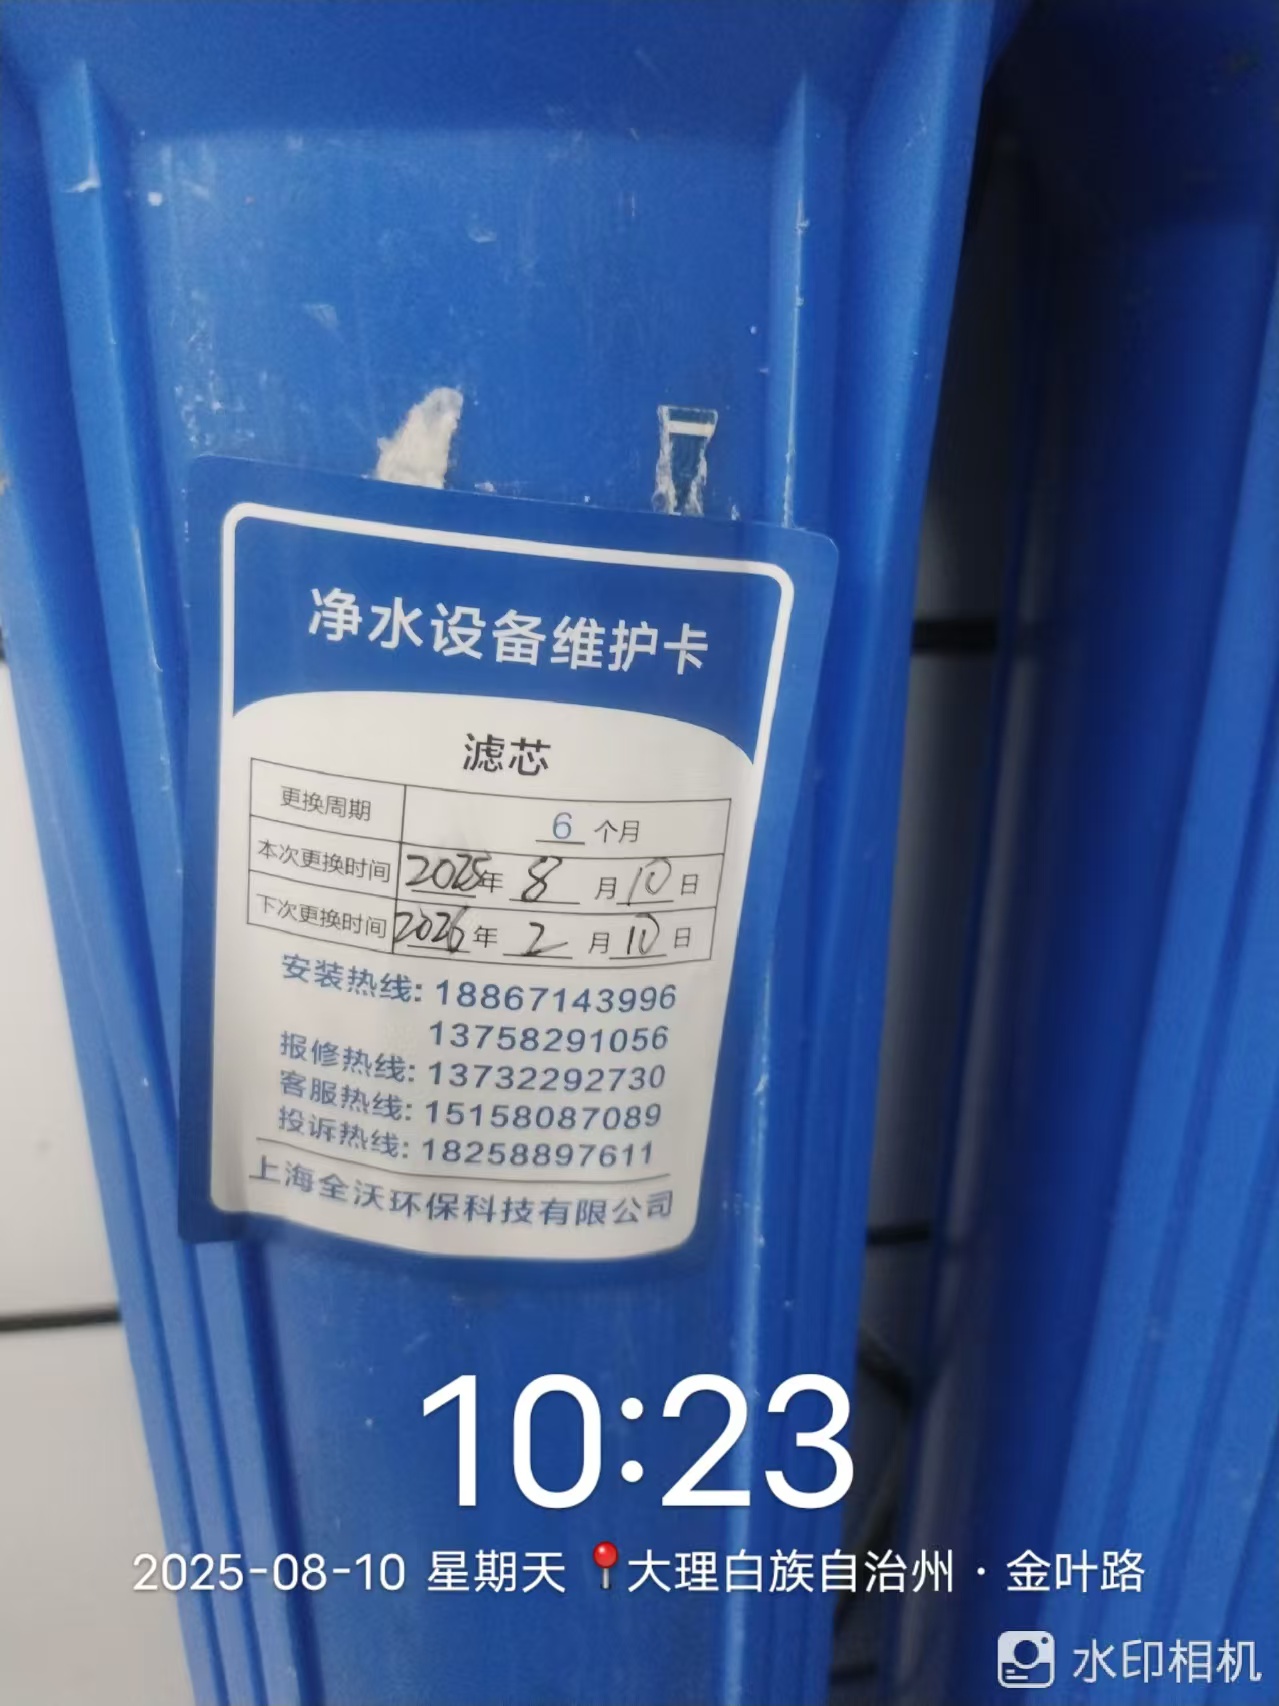 净水设备维护卡
滤芯
更换周期 6 个月
本次更换时间 2025年 8 月 10 日
下次更换时间 2026年 2 月 10 日
安装热线: 18867143996
13758291056
报修热线: 13732292730
客服热线: 15158087089
投诉热线: 18258897611
上海全沃环保科技有限公司
10:23
2025-08-10 星期天 大理白族自治州 · 金叶路
水印相机